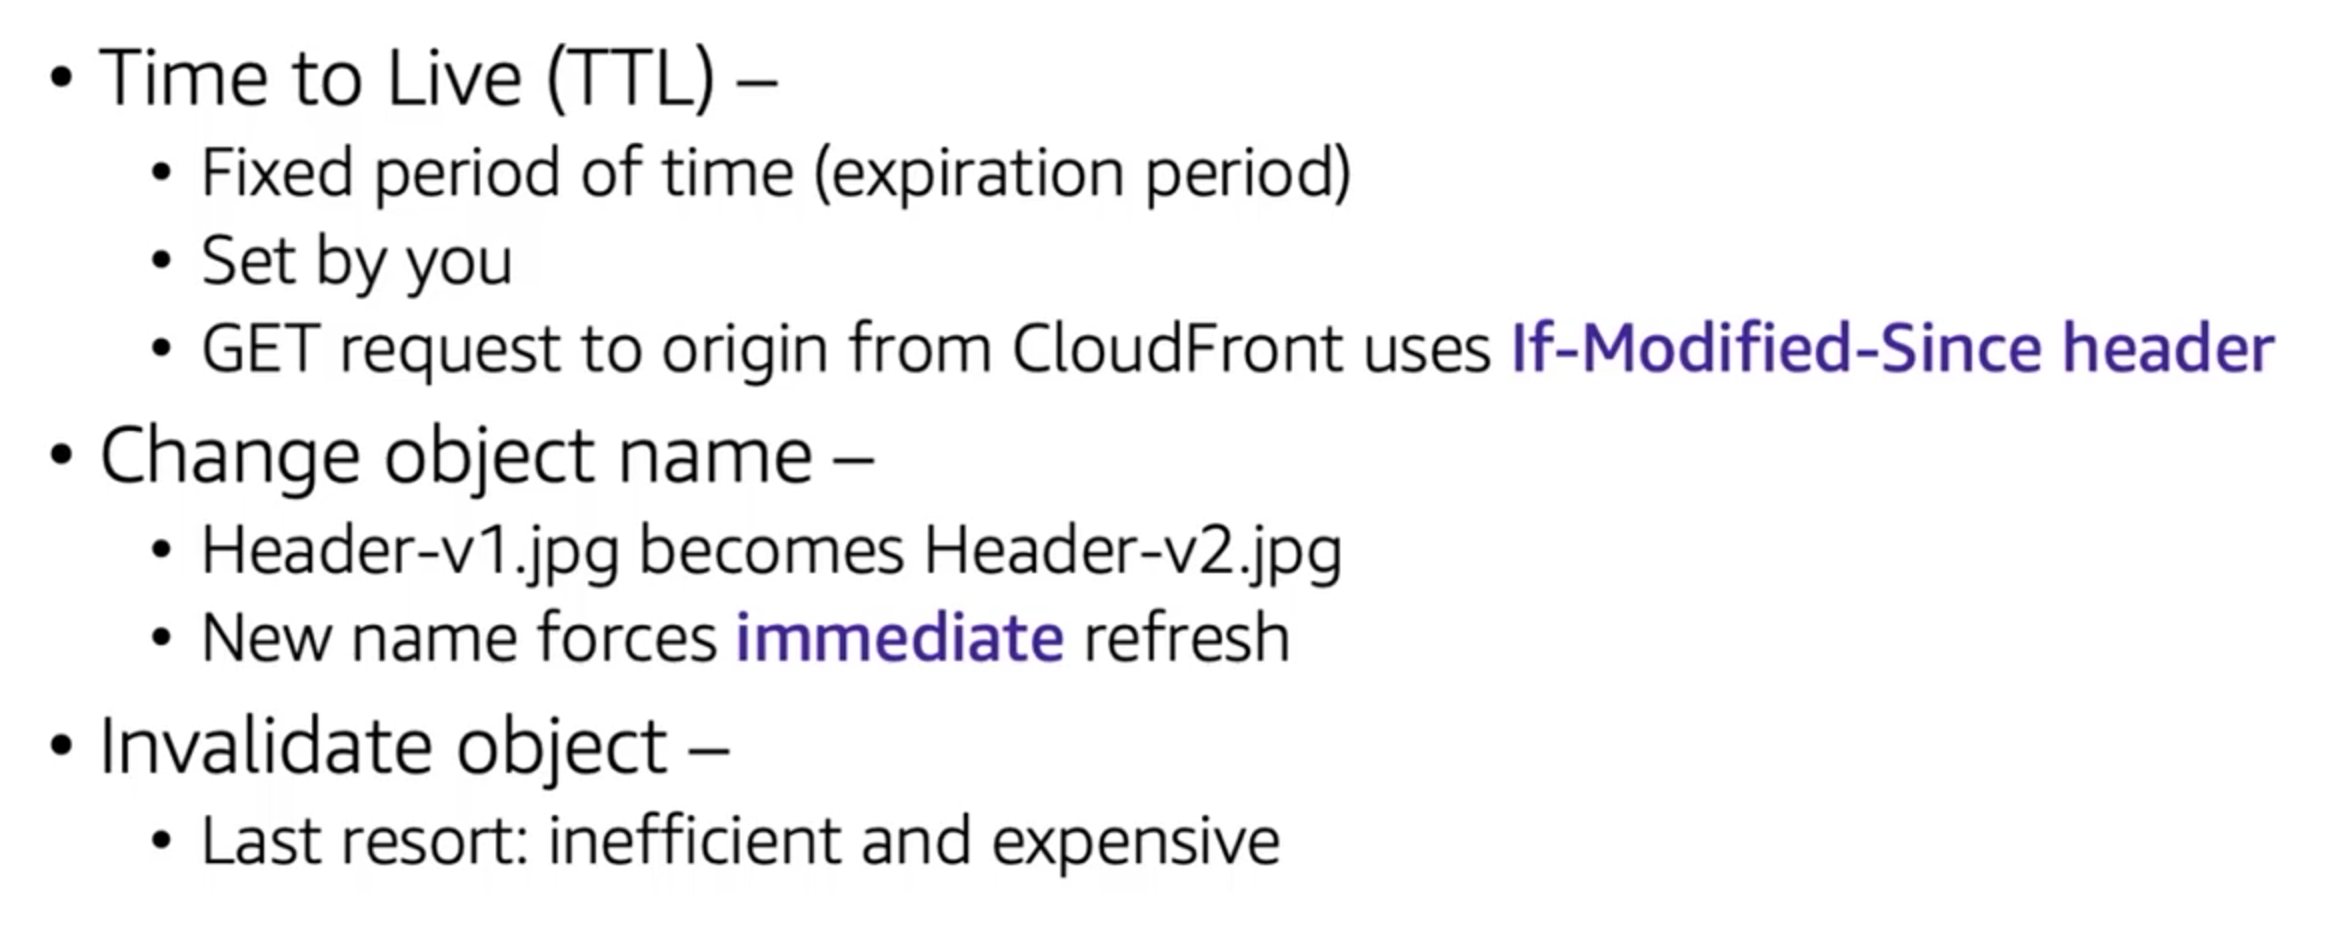 • Time to Live (TTL) –
• Fixed period of time (expiration period)
• Set by you
• GET request to origin from CloudFront uses If-Modified-Since header
• Change object name –
• Header-v1.jpg becomes Header-v2.jpg
• New name forces immediate refresh
• Invalidate object –
• Last resort: inefficient and expensive